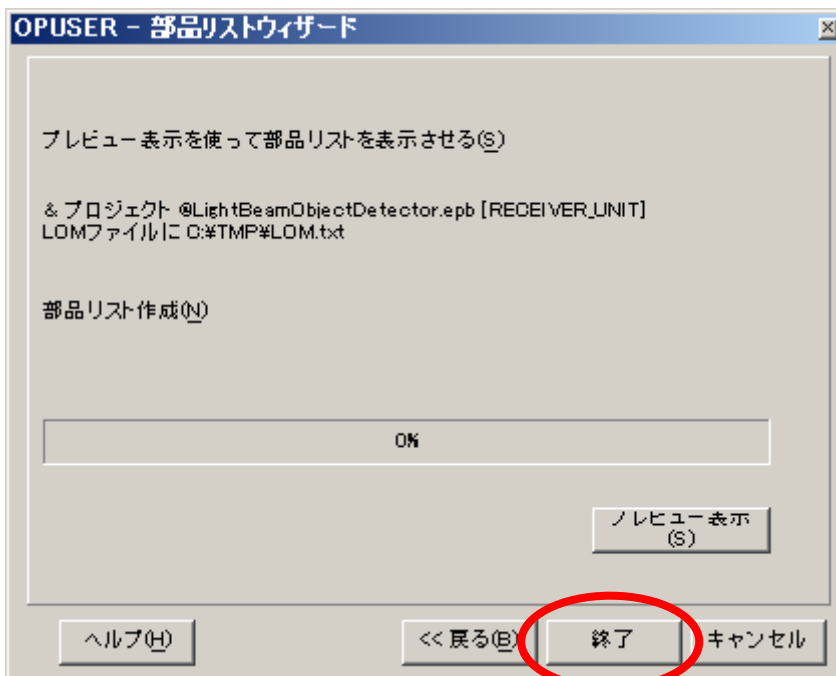 OPUSER - 部品リストウィザード
プレビュー表示を使って部品リストを表示させる(S)
& プロジェクト @LightBeamObjectDetector.epb [RECEIVER_UNIT]
LOMファイルに C:¥TMP¥LOM.txt
部品リスト作成(N)
0%
プレビュー表示
(S)
ヘルプ(H)
<< 戻る(B)
終了
キャンセル